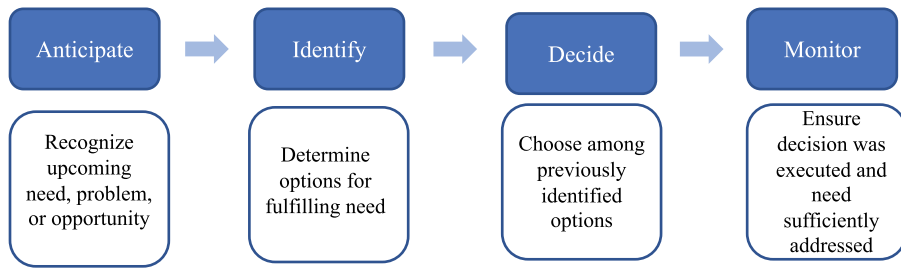 Anticipate
Identify
Decide
Monitor
Recognize
upcoming
need, problem,
or opportunity
Determine
options for
fulfilling need
Choose among
previously
identified
options
Ensure
decision was
executed and
need
sufficiently
addressed